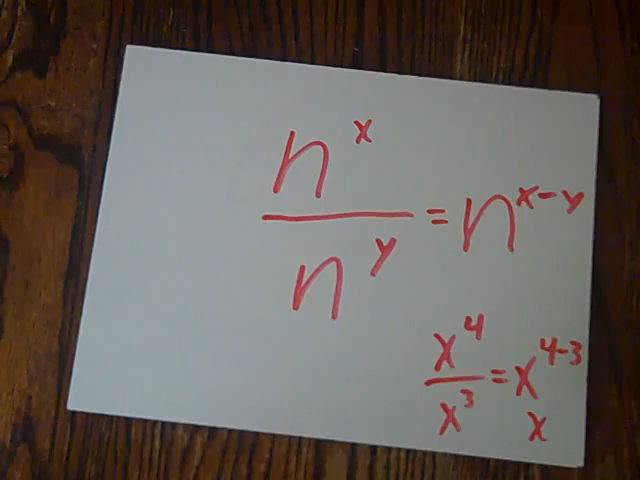 n^x / n^y = n^(x-y)
x^4 / x^3 = x^(4-3)
x